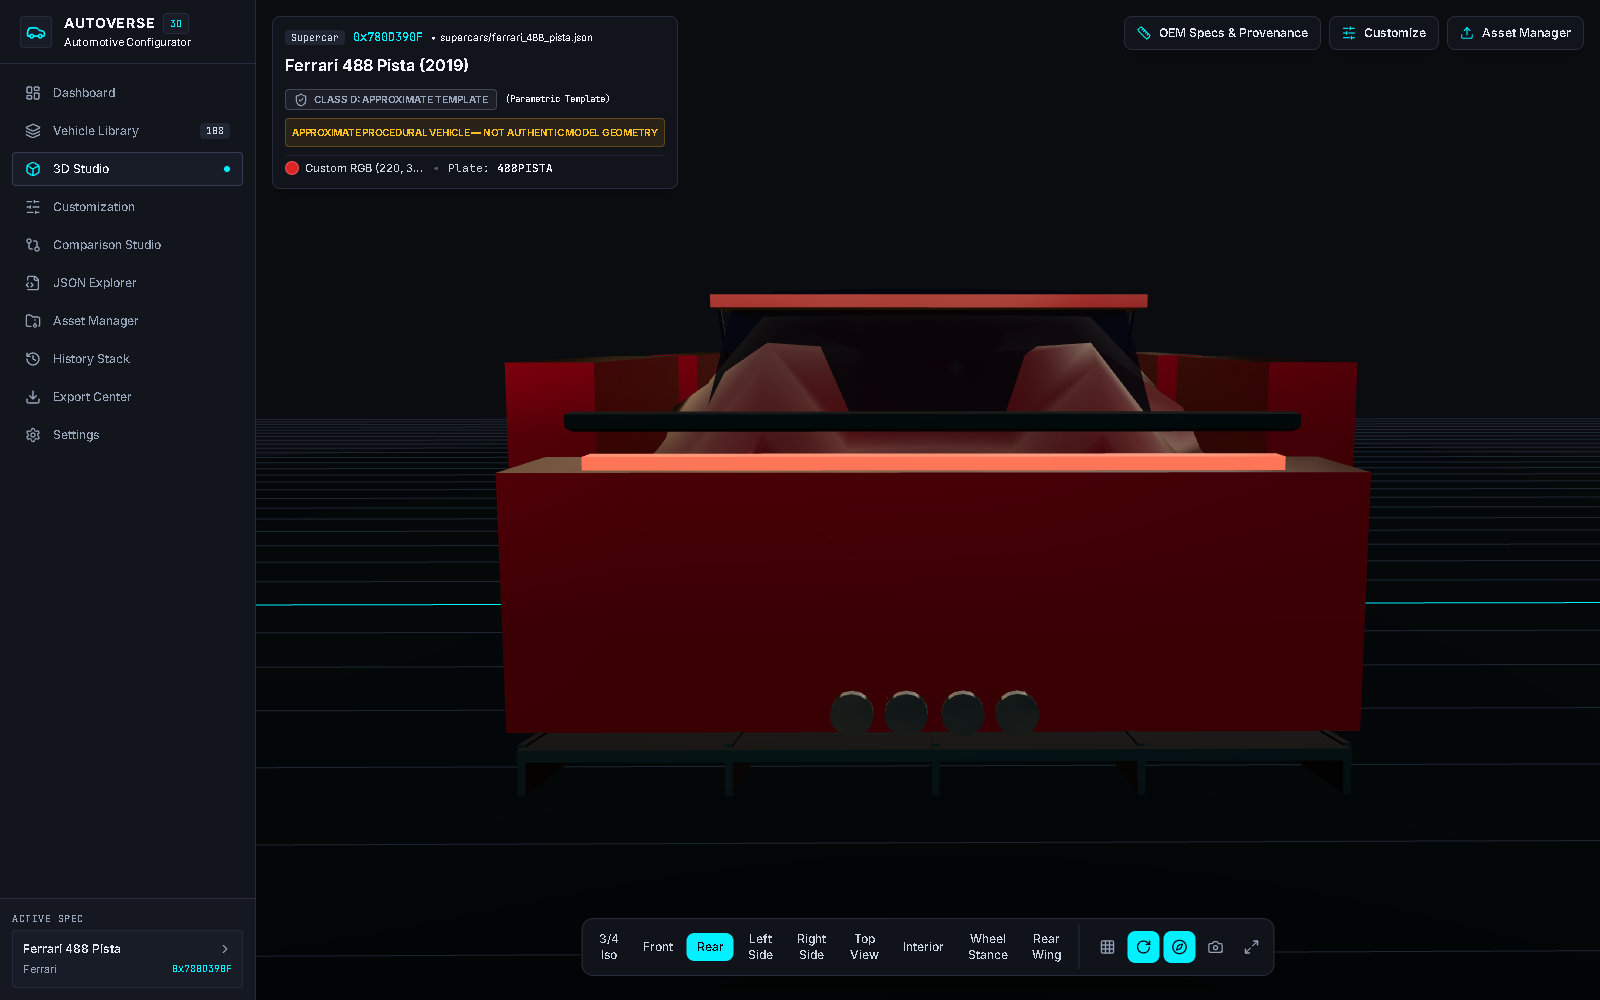 AUTOVERSE 3D
Automotive Configurator
Dashboard
Vehicle Library 188
3D Studio
Customization
Comparison Studio
JSON Explorer
Asset Manager
History Stack
Export Center
Settings
ACTIVE SPEC
Ferrari 488 Pista
Ferrari 0x780D390F
Supercar 0x780D390F • supercars/ferrari_488_pista.json
Ferrari 488 Pista (2019)
CLASS D: APPROXIMATE TEMPLATE (Parametric Template)
APPROXIMATE PROCEDURAL VEHICLE — NOT AUTHENTIC MODEL GEOMETRY
Custom RGB (220, 3... • Plate: 488PISTA
OEM Specs & Provenance
Customize
Asset Manager
3/4 Iso
Front
Rear
Left Side
Right Side
Top View
Interior
Wheel Stance
Rear Wing